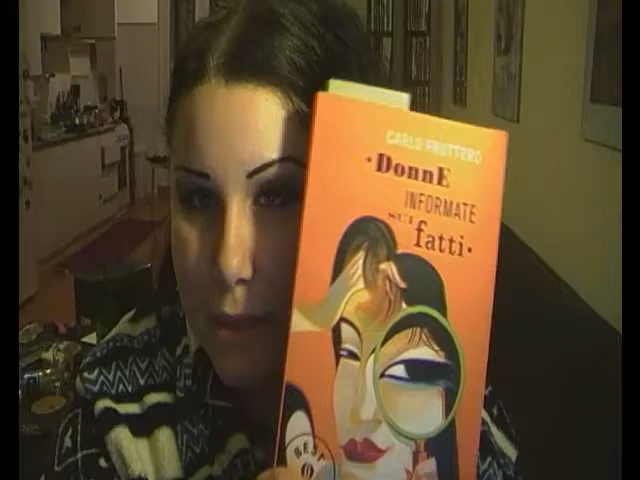 CARLO FRUTTERO
•DonnE
INFORMATE
SUI
fatti•
BEST